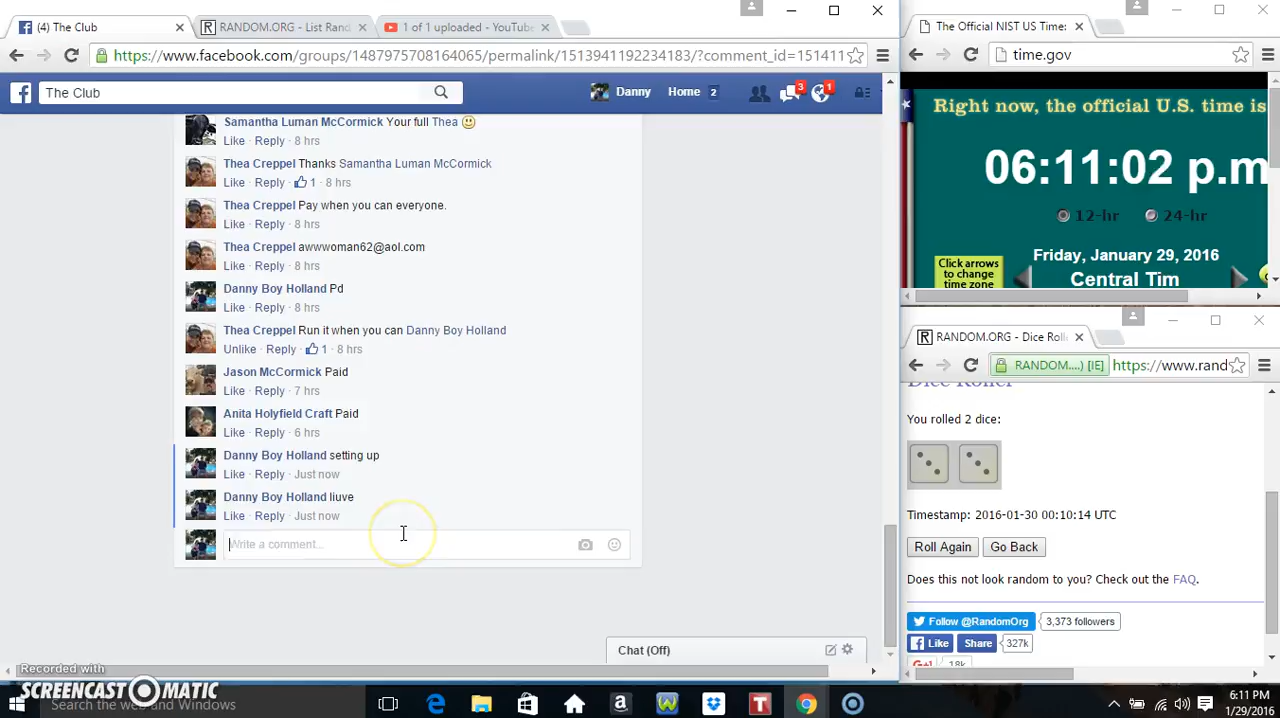 (4) The Club
RANDOM.ORG - List Rand
1 of 1 uploaded - YouTube
https://www.facebook.com/groups/148797570816­4065/permalink/1513941192234183/?comment_id=151411
The Club
Danny
Home 2
3
1
Samantha Luman McCormick Your full Thea
Like · Reply · 8 hrs
Thea Creppel Thanks Samantha Luman McCormick
Like · Reply · 1 · 8 hrs
Thea Creppel Pay when you can everyone.
Like · Reply · 8 hrs
Thea Creppel awwwoman62@aol.com
Like · Reply · 8 hrs
Danny Boy Holland Pd
Like · Reply · 8 hrs
Thea Creppel Run it when you can Danny Boy Holland
Unlike · Reply · 1 · 8 hrs
Jason McCormick Paid
Like · Reply · 7 hrs
Anita Holyfield Craft Paid
Like · Reply · 6 hrs
Danny Boy Holland setting up
Like · Reply · Just now
Danny Boy Holland liuve
Like · Reply · Just now
Write a comment...
Chat (Off)
Recorded with
SCREENCAST-O-MATIC
Search the web and Windows
The Official NIST US Time:
time.gov
Right now, the official U.S. time is
06:11:02 p.m
12-hr 24-hr
Friday, January 29, 2016
Central Tim
Click arrows
to change
time zone
RANDOM.ORG - Dice Roll
RANDOM....) [IE] https://www.rand
Dice Roller
You rolled 2 dice:
Timestamp: 2016-01-30 00:10:14 UTC
Roll Again Go Back
Does this not look random to you? Check out the FAQ.
Follow @RandomOrg 3,373 followers
Like Share 327k
G+1 18k
6:11 PM
1/29/2016